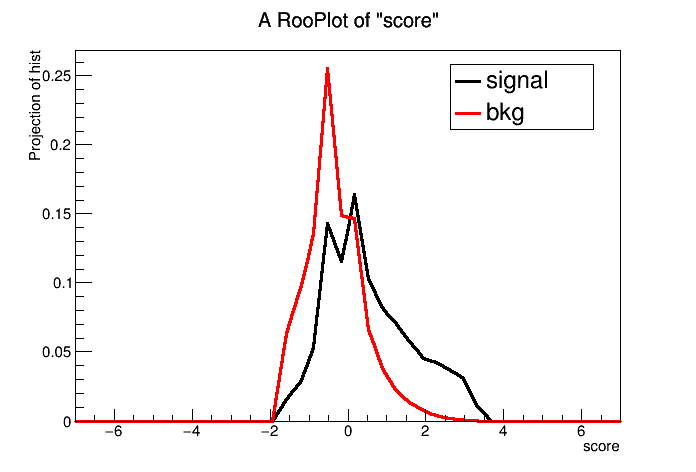 A RooPlot of "score"
Projection of hist
0.25
0.2
0.15
0.1
0.05
0
signal
bkg
−6
−4
−2
0
2
4
6
score